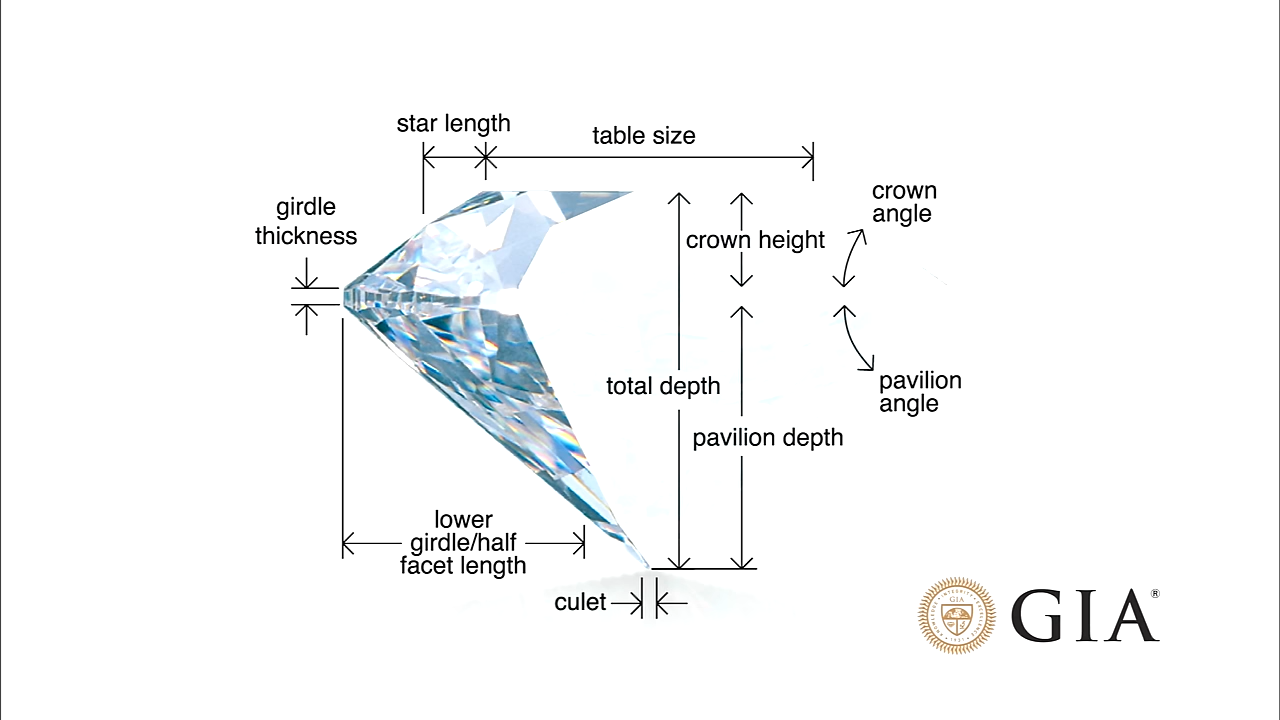 star length
table size
girdle
thickness
crown
angle
crown height
total depth
pavilion
angle
pavilion depth
lower
girdle/half
facet length
culet
GIA
GIA®